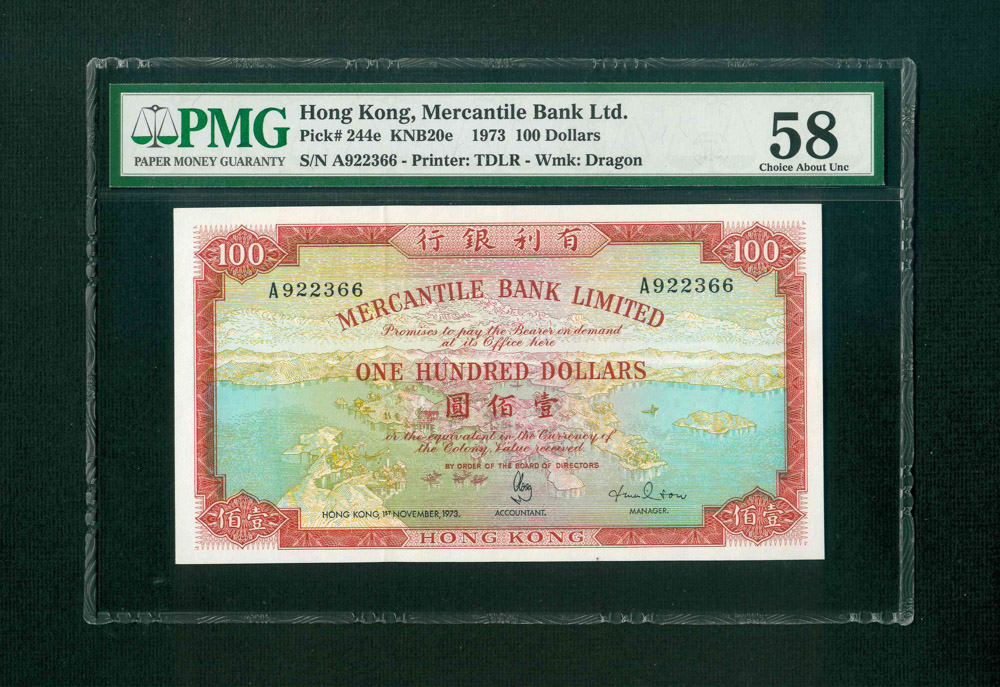 PMG
PAPER MONEY GUARANTY
Hong Kong, Mercantile Bank Ltd.
Pick# 244e KNB20e 1973 100 Dollars
S/N A922366 - Printer: TDLR - Wmk: Dragon
58
Choice About Unc
100
行銀利有
100
A922366
A922366
MERCANTILE BANK LIMITED
Promises to pay the Bearer on demand
at its Office here
ONE HUNDRED DOLLARS
圓佰壹
or the equivalent in the Currency of
the Colony, Value received.
BY ORDER OF THE BOARD OF DIRECTORS
HONG KONG, 1ST NOVEMBER, 1973.
ACCOUNTANT.
MANAGER.
佰壹
HONG KONG
佰壹